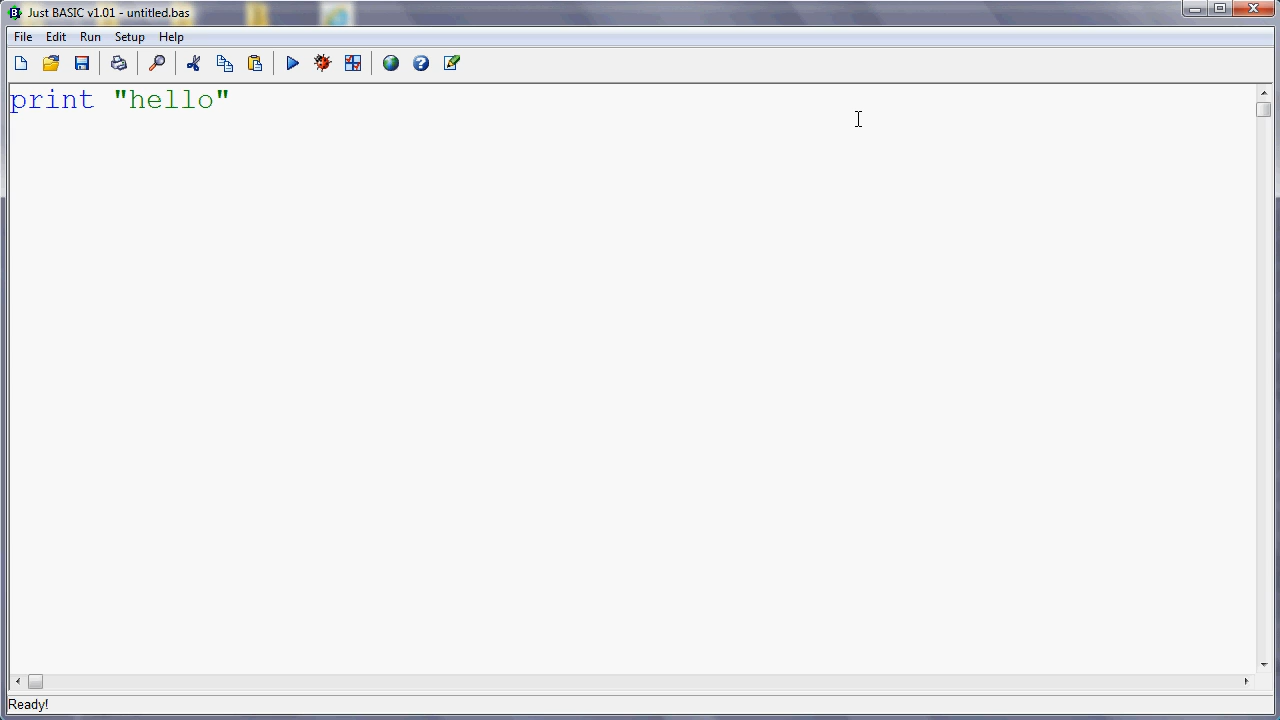 Just BASIC v1.01 - untitled.bas
File Edit Run Setup Help
print "hello"
Ready!